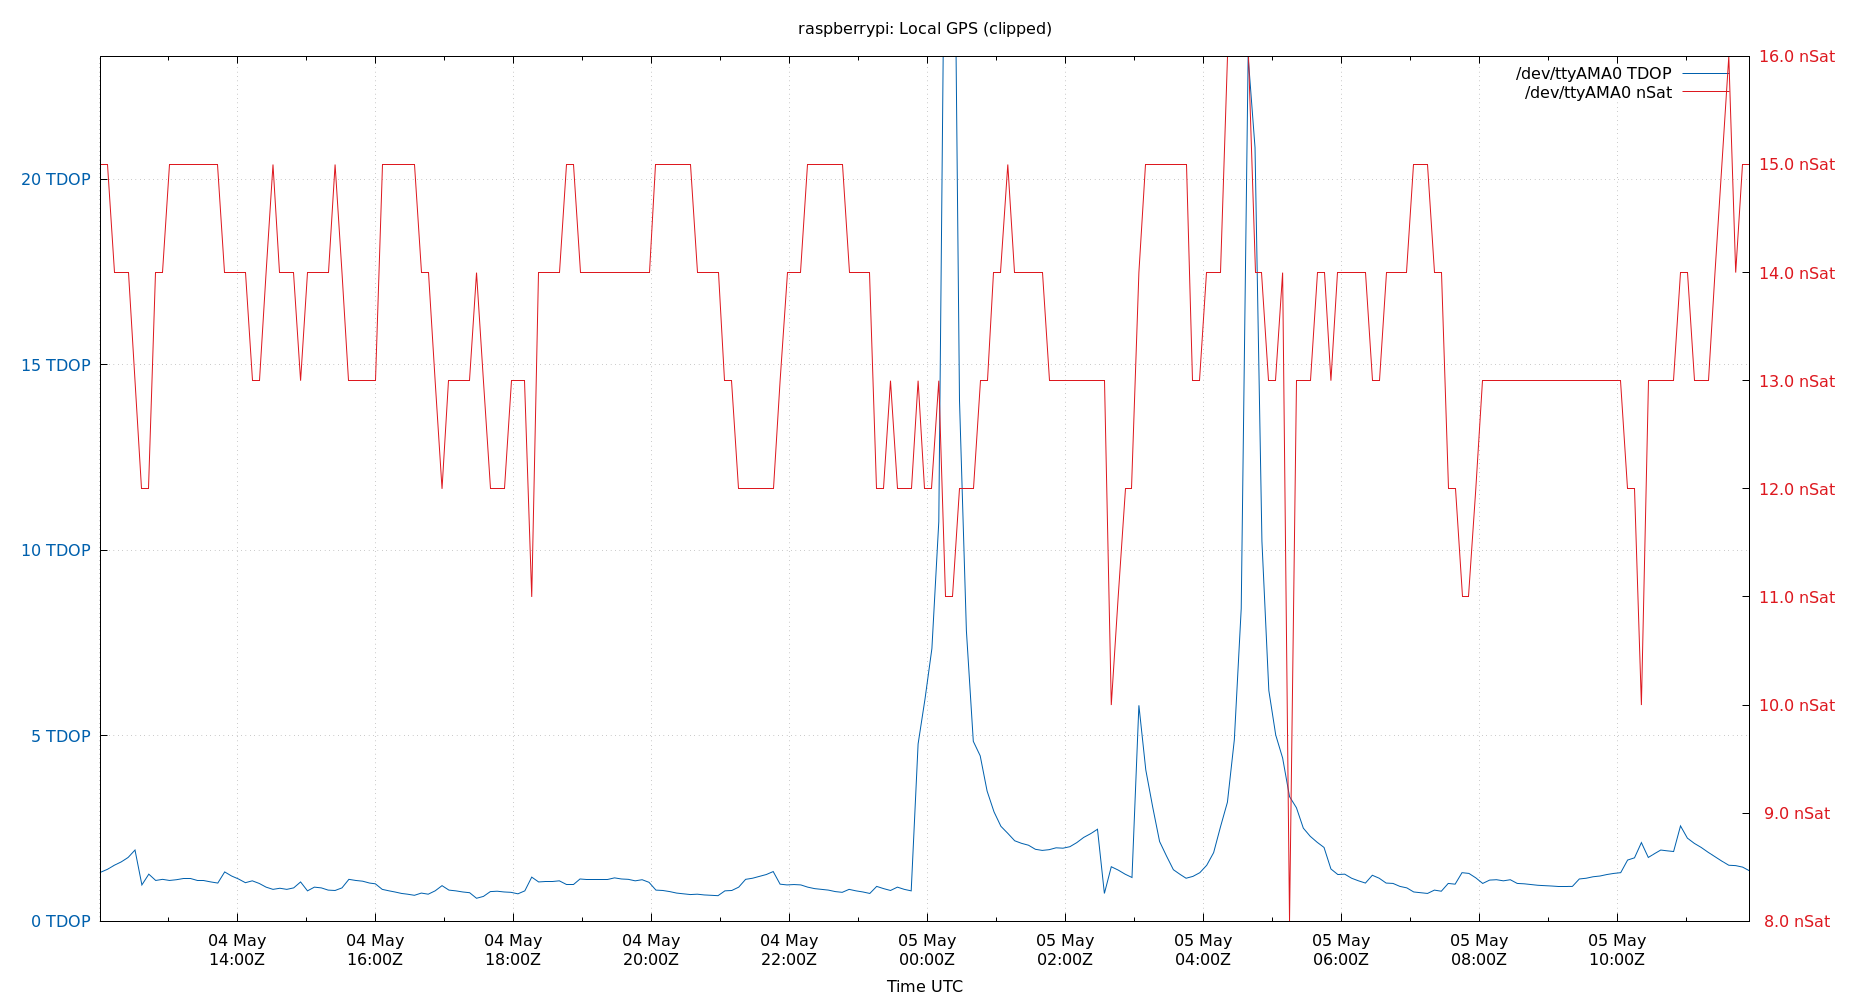 raspberrypi: Local GPS (clipped)
/dev/ttyAMA0 TDOP
/dev/ttyAMA0 nSat
20 TDOP
15 TDOP
10 TDOP
5 TDOP
0 TDOP
16.0 nSat
15.0 nSat
14.0 nSat
13.0 nSat
12.0 nSat
11.0 nSat
10.0 nSat
9.0 nSat
8.0 nSat
04 May 04 May 04 May 04 May 04 May 05 May 05 May 05 May 05 May 05 May 05 May
14:00Z 16:00Z 18:00Z 20:00Z 22:00Z 00:00Z 02:00Z 04:00Z 06:00Z 08:00Z 10:00Z
Time UTC